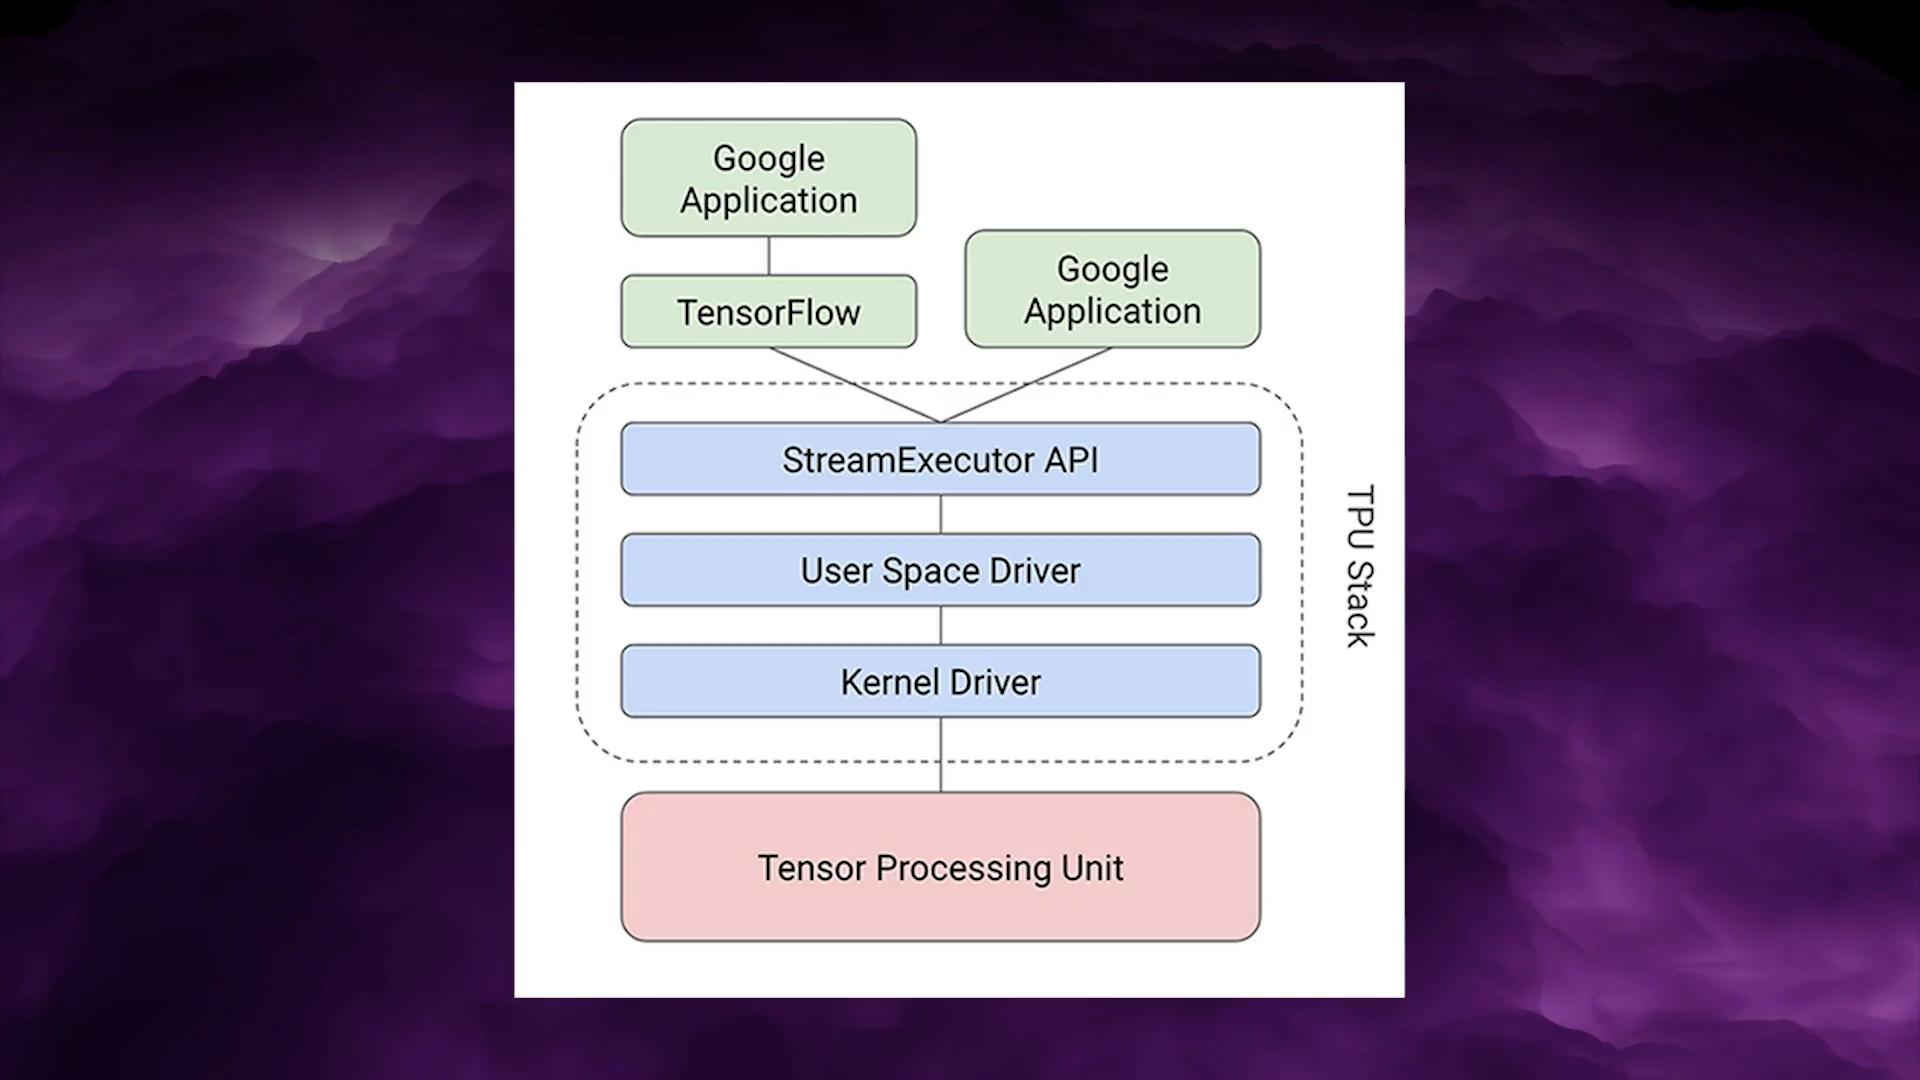 Google
Application
TensorFlow
Google
Application
StreamExecutor API
User Space Driver
Kernel Driver
TPU Stack
Tensor Processing Unit